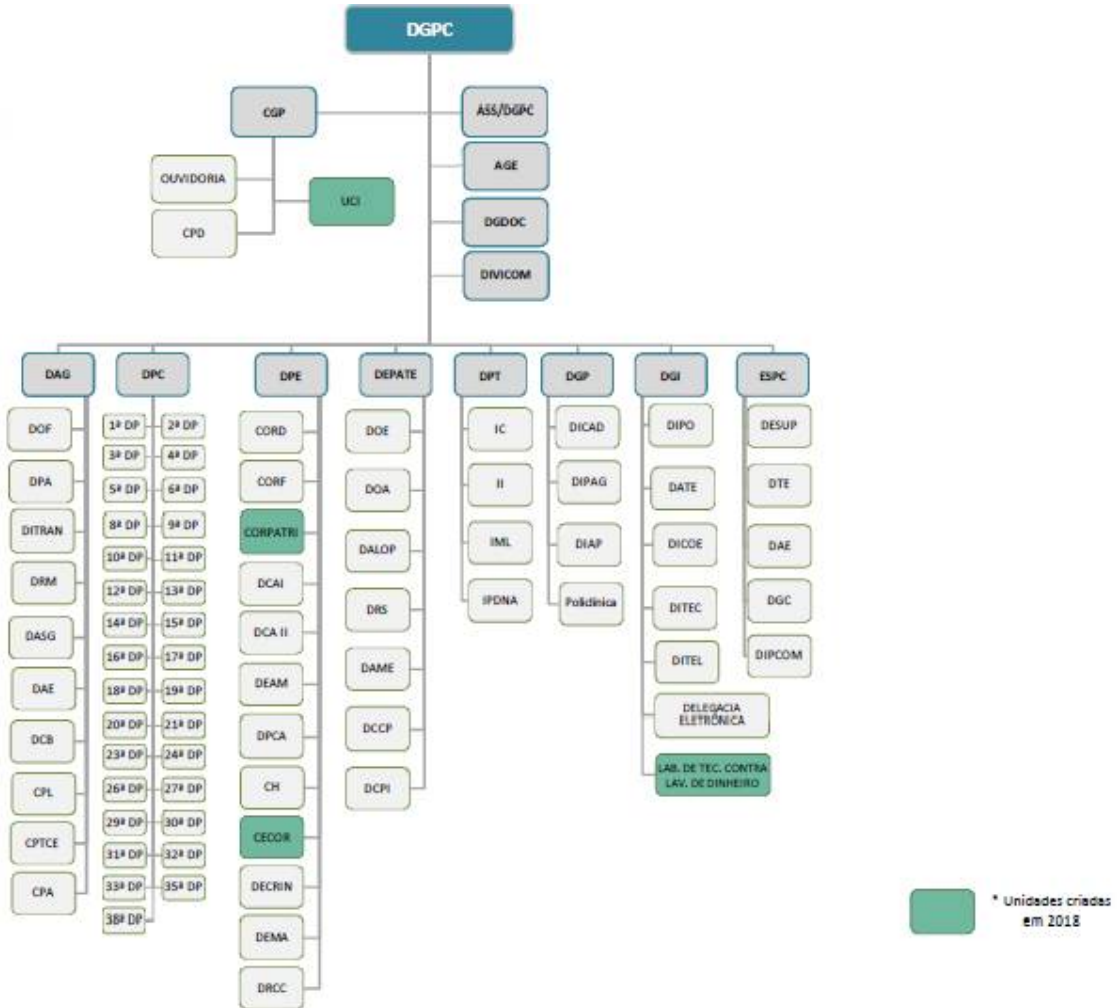 DGPC
CGP
ASS/DGPC
OUVIDORIA
UCI
CPD
AGE
DGDOC
DIVICOM
DAG
DPC
DPE
DEPATE
DPT
DGP
DGI
ESPC
DOF
DPA
DITRAN
DRM
DASG
DAE
DCB
CPL
CPTCE
CPA
1ª DP
2ª DP
3ª DP
4ª DP
5ª DP
6ª DP
8ª DP
9ª DP
10ª DP
11ª DP
12ª DP
13ª DP
14ª DP
15ª DP
16ª DP
17ª DP
18ª DP
19ª DP
20ª DP
21ª DP
23ª DP
24ª DP
26ª DP
27ª DP
29ª DP
30ª DP
31ª DP
32ª DP
33ª DP
35ª DP
38ª DP
CORD
CORF
CORPATRI
DCAI
DCA II
DEAM
DPCA
CH
CECOR
DECRIN
DEMA
DRCC
DOE
DOA
DALOP
DRS
DAME
DCCP
DCPI
IC
II
IML
IPDNA
DICAD
DIPAG
DIAP
Policlínica
DIPO
DATE
DICOE
DITEC
DITEL
DELEGACIA
ELETRÔNICA
LAB. DE TEC. CONTRA
LAV. DE DINHEIRO
DESUP
DTE
DAE
DGC
DIPCOM
* Unidades criadas
em 2018